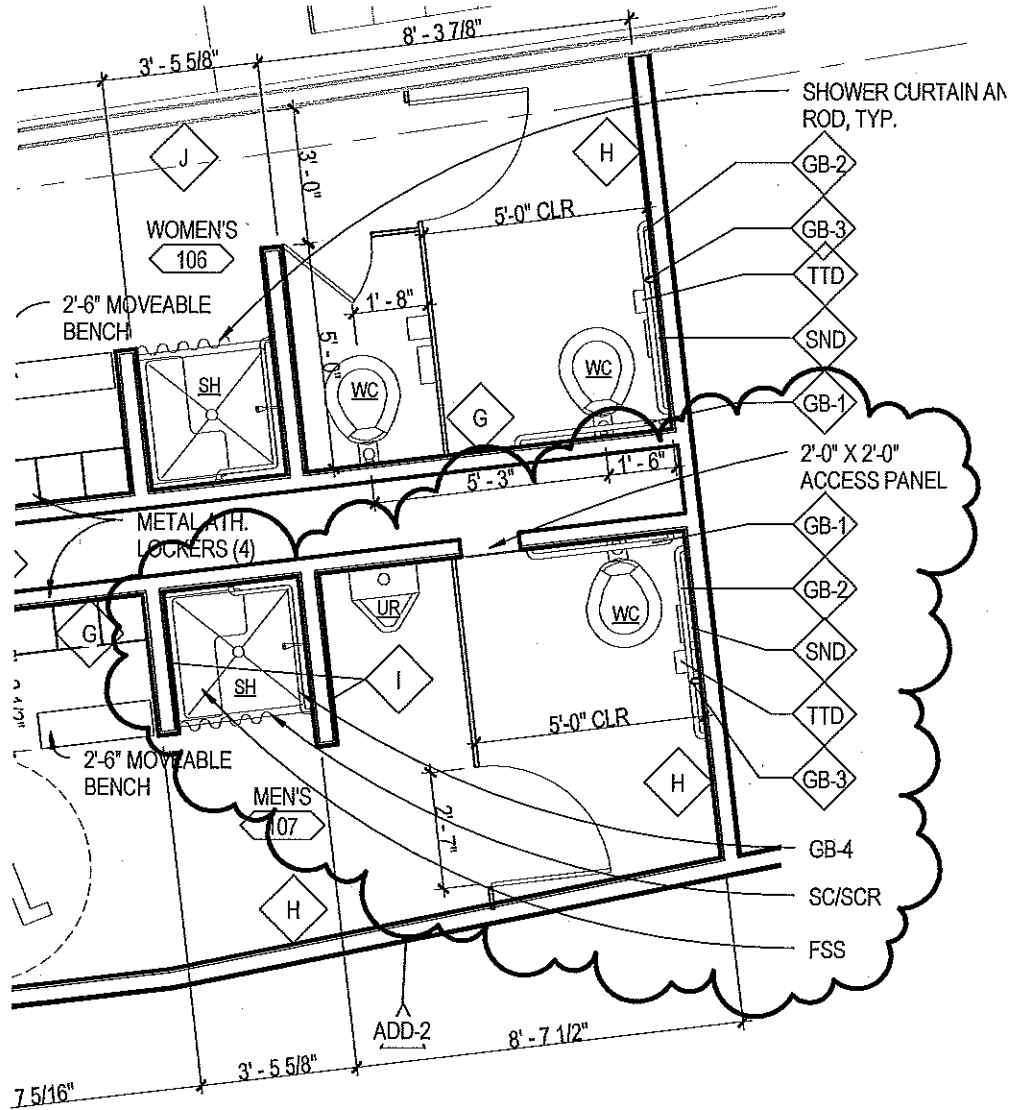 3' - 5 5/8"
8' - 3 7/8"
SHOWER CURTAIN AN
ROD, TYP.
J
3' - 0"
H
GB-2
5'-0" CLR
GB-3
WOMEN'S
106
TTD
2'-6" MOVEABLE
BENCH
1' - 8"
5' - 0"
SND
SH
WC
WC
G
GB-1
2'-0" X 2'-0"
ACCESS PANEL
5' - 3"
1' - 6"
METAL ATH.
LOCKERS (4)
GB-1
GB-2
UR
WC
G
SND
I
SH
TTD
5'-0" CLR
2'-6" MOVEABLE
BENCH
H
GB-3
MEN'S
107
2' - 7"
GB-4
SC/SCR
H
FSS
ADD-2
8' - 7 1/2"
3' - 5 5/8"
7 5/16"